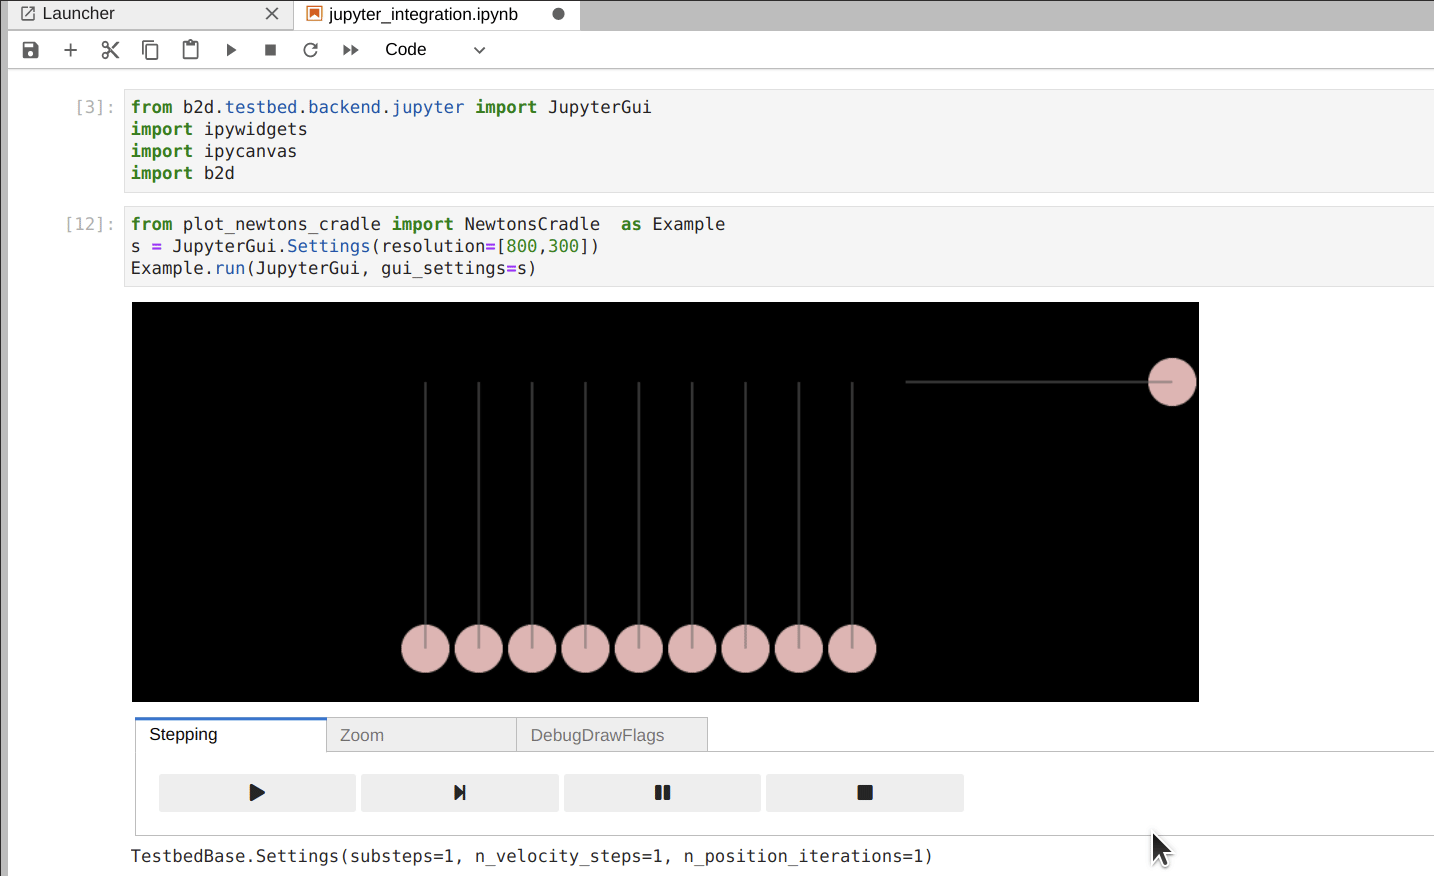 Launcher
jupyter_integration.ipynb
Code
[3]:
from b2d.testbed.backend.jupyter import JupyterGui
import ipywidgets
import ipycanvas
import b2d
[12]:
from plot_newtons_cradle import NewtonsCradle  as Example
s = JupyterGui.Settings(resolution=[800,300])
Example.run(JupyterGui, gui_settings=s)
Stepping
Zoom
DebugDrawFlags
TestbedBase.Settings(substeps=1, n_velocity_steps=1, n_position_iterations=1)